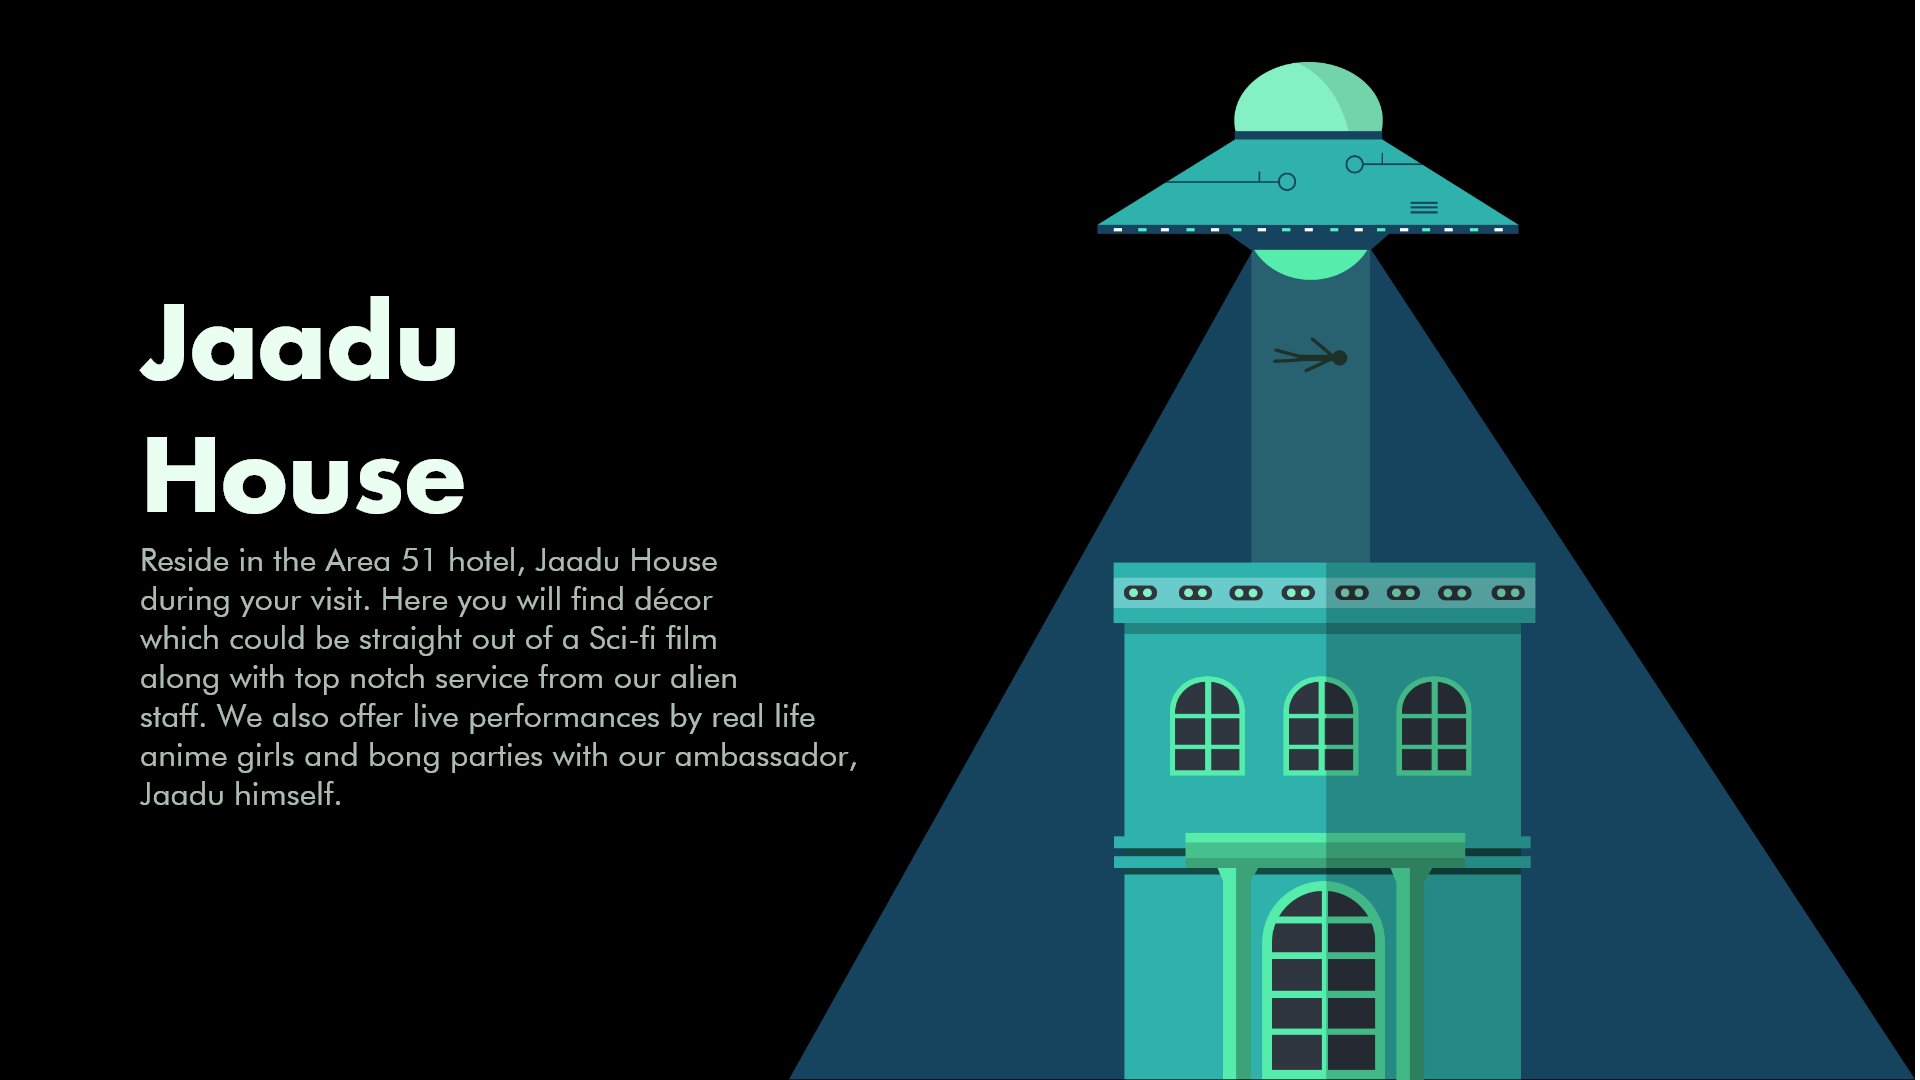 Jaadu
House
Reside in the Area 51 hotel, Jaadu House
during your visit. Here you will find décor
which could be straight out of a Sci-fi film
along with top notch service from our alien
staff. We also offer live performances by real life
anime girls and bong parties with our ambassador,
Jaadu himself.